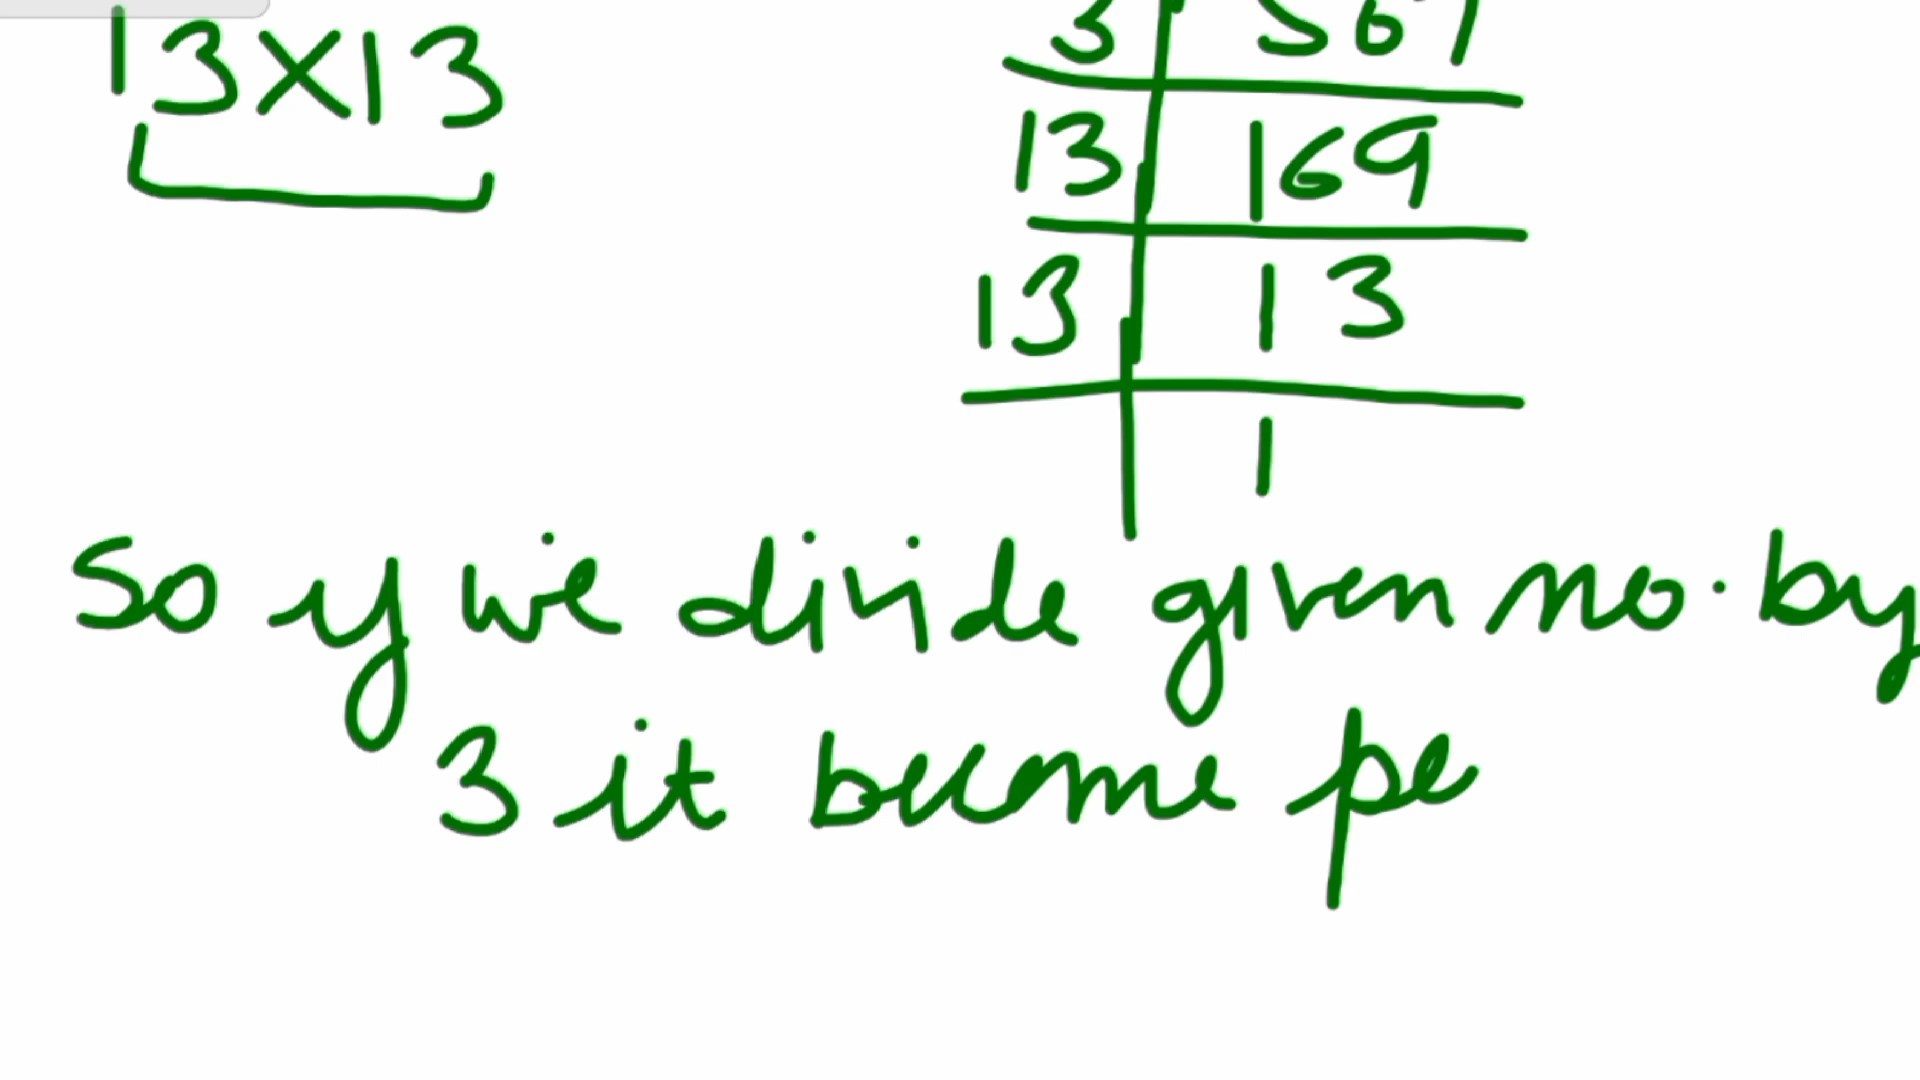 3 | 567
13×13
13 | 169
13 | 13
1
So if we divide given no. by
3 it become pe